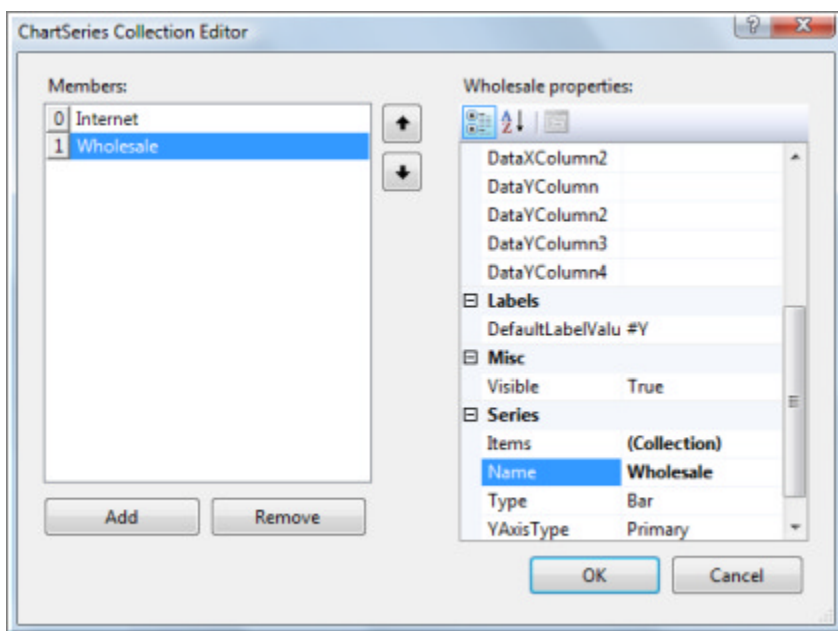 ChartSeries Collection Editor
Members:
0 Internet
1 Wholesale
Add
Remove
Wholesale properties:
DataXColumn2
DataYColumn
DataYColumn2
DataYColumn3
DataYColumn4
Labels
DefaultLabelValu #Y
Misc
Visible True
Series
Items (Collection)
Name Wholesale
Type Bar
YAxisType Primary
OK
Cancel